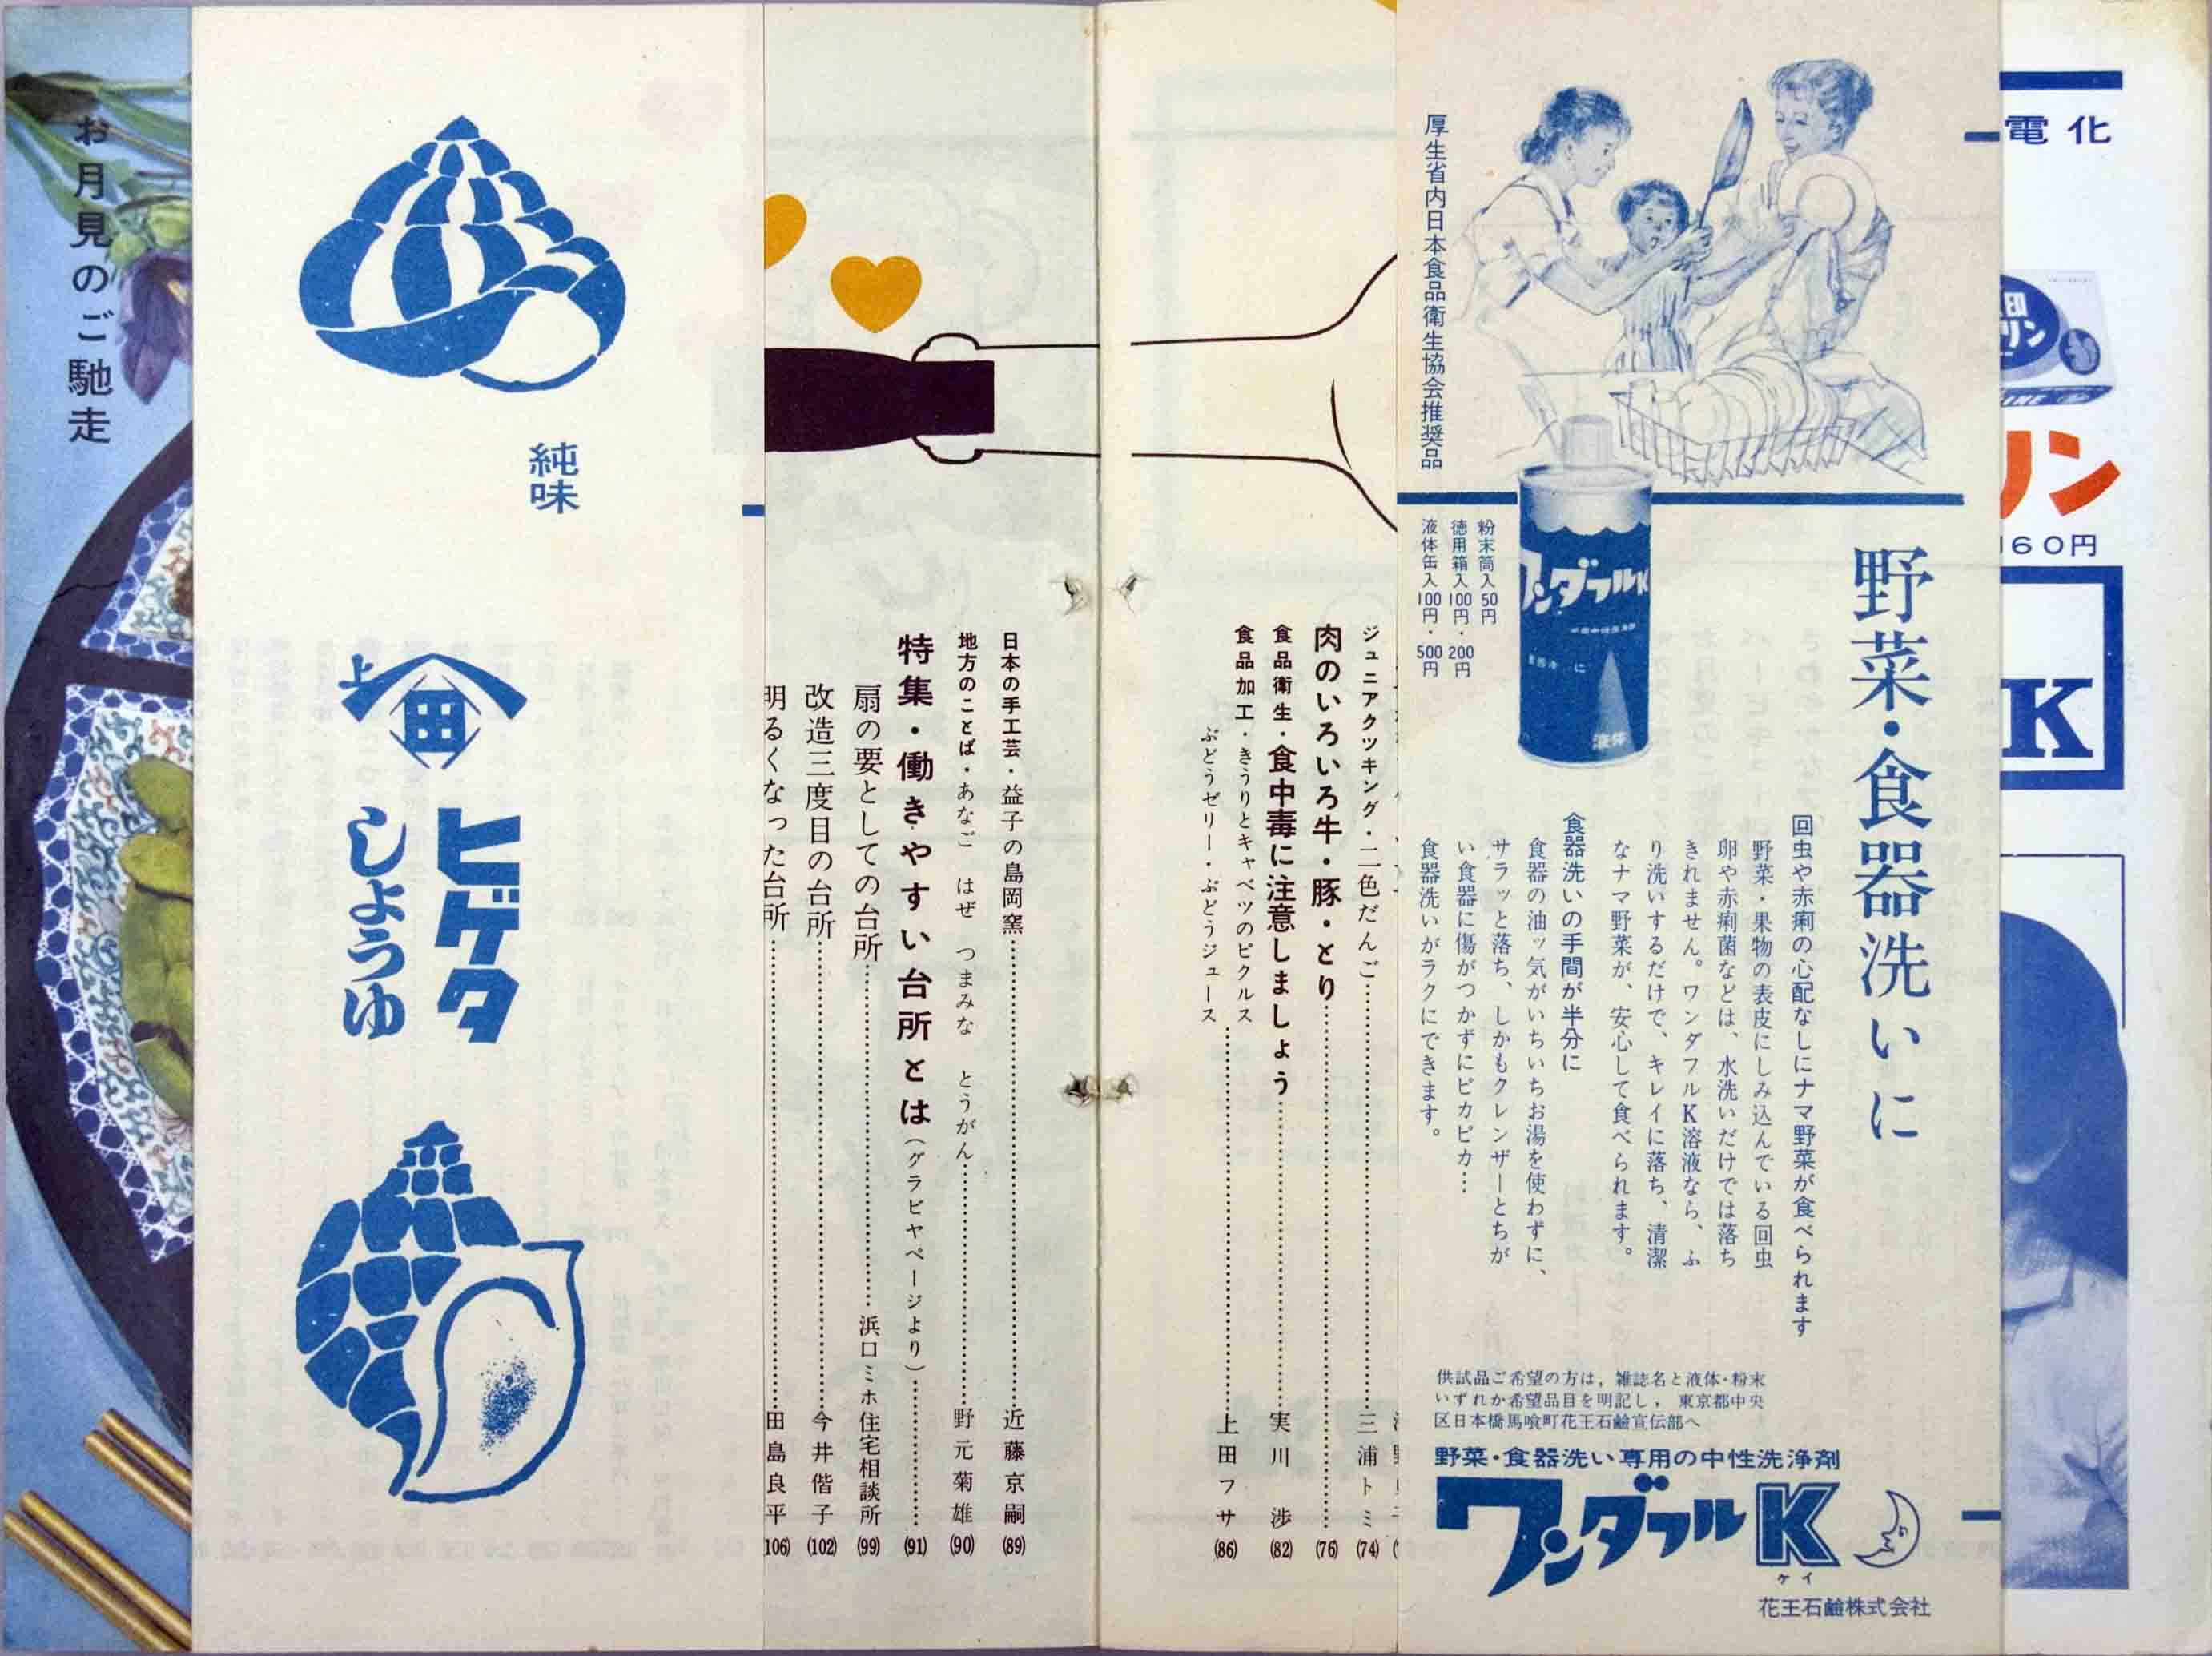 電化
リン
160円
K
厚生省内日本食品衛生協会推奨品
粉末筒入50円
徳用箱入100円・200円
液体缶入100円・500円
ワンダフルK
液体
野菜・食器洗いに
回虫や赤痢の心配なしにナマ野菜が食べられます
野菜・果物の表皮にしみ込んでいる回虫
卵や赤痢菌などは、水洗いだけでは落ち
きれません。ワンダフルK溶液なら、ふ
り洗いするだけで、キレイに落ち、清潔
なナマ野菜が、安心して食べられます。
食器洗いの手間が半分に
食器の油ッ気がいちいちお湯を使わずに、
サラッと落ち、しかもクレンザーとちが
い食器に傷がつかずにピカピカ…
食器洗いがラクにできます。
供試品ご希望の方は，雑誌名と液体・粉末
いずれか希望品目を明記し，東京都中央
区日本橋馬喰町花王石鹼宣伝部へ
野菜・食器洗い専用の中性洗浄剤
ワンダフルK
ケイ
花王石鹼株式会社
ジュニアクッキング・二色だんご………三浦トミ(74)
肉のいろいろ牛・豚・とり………(76)
食品衛生・食中毒に注意しましょう………実川 渉(82)
食品加工・きうりとキャベツのピクルス
ぶどうゼリー・ぶどうジュース………上田フサ(86)
日本の手工芸・益子の島岡窯………近藤京嗣(89)
地方のことば・あなご はぜ つまみな とうがん………野元菊雄(90)
特集・働きやすい台所とは(グラビヤページより)………(91)
扇の要としての台所………浜口ミホ住宅相談所(99)
改造三度目の台所………今井偕子(102)
明るくなった台所………田島良平(106)
純味
上
田
ヒゲタ
しょうゆ
お月見のご馳走